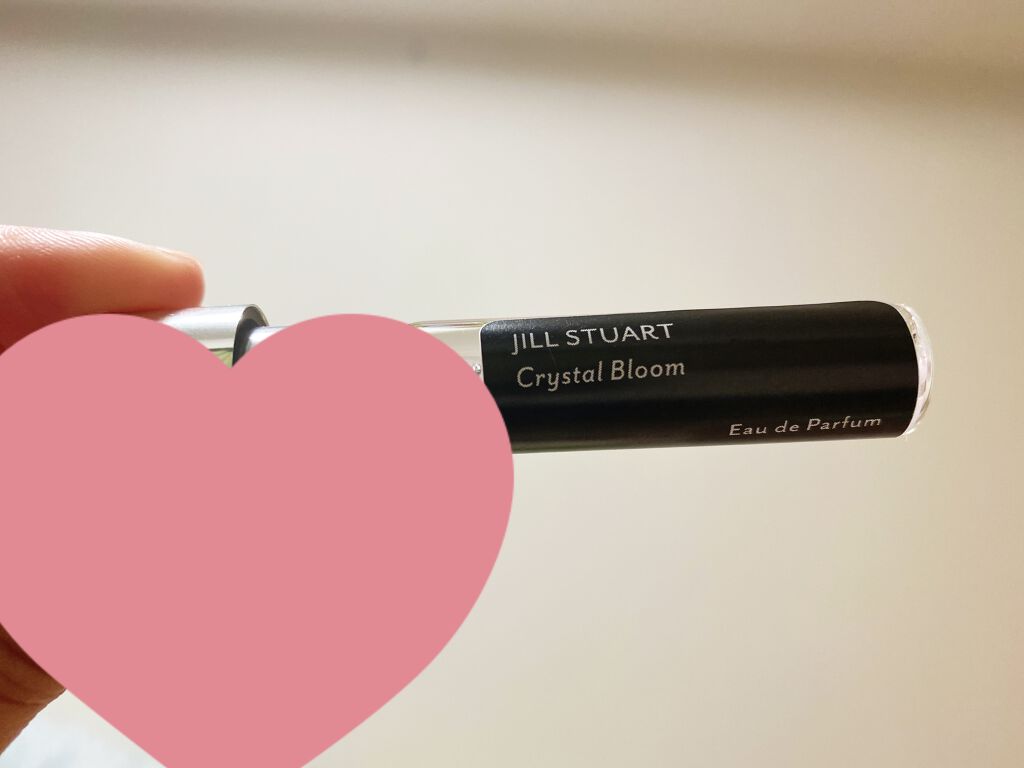 JILL STUART
Crystal Bloom
Eau de Parfum